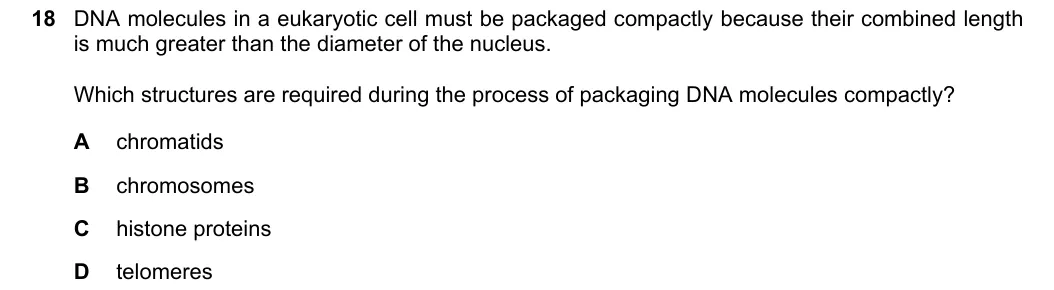 18 DNA molecules in a eukaryotic cell must be packaged compactly because their combined length
is much greater than the diameter of the nucleus.
Which structures are required during the process of packaging DNA molecules compactly?
A chromatids
B chromosomes
C histone proteins
D telomeres